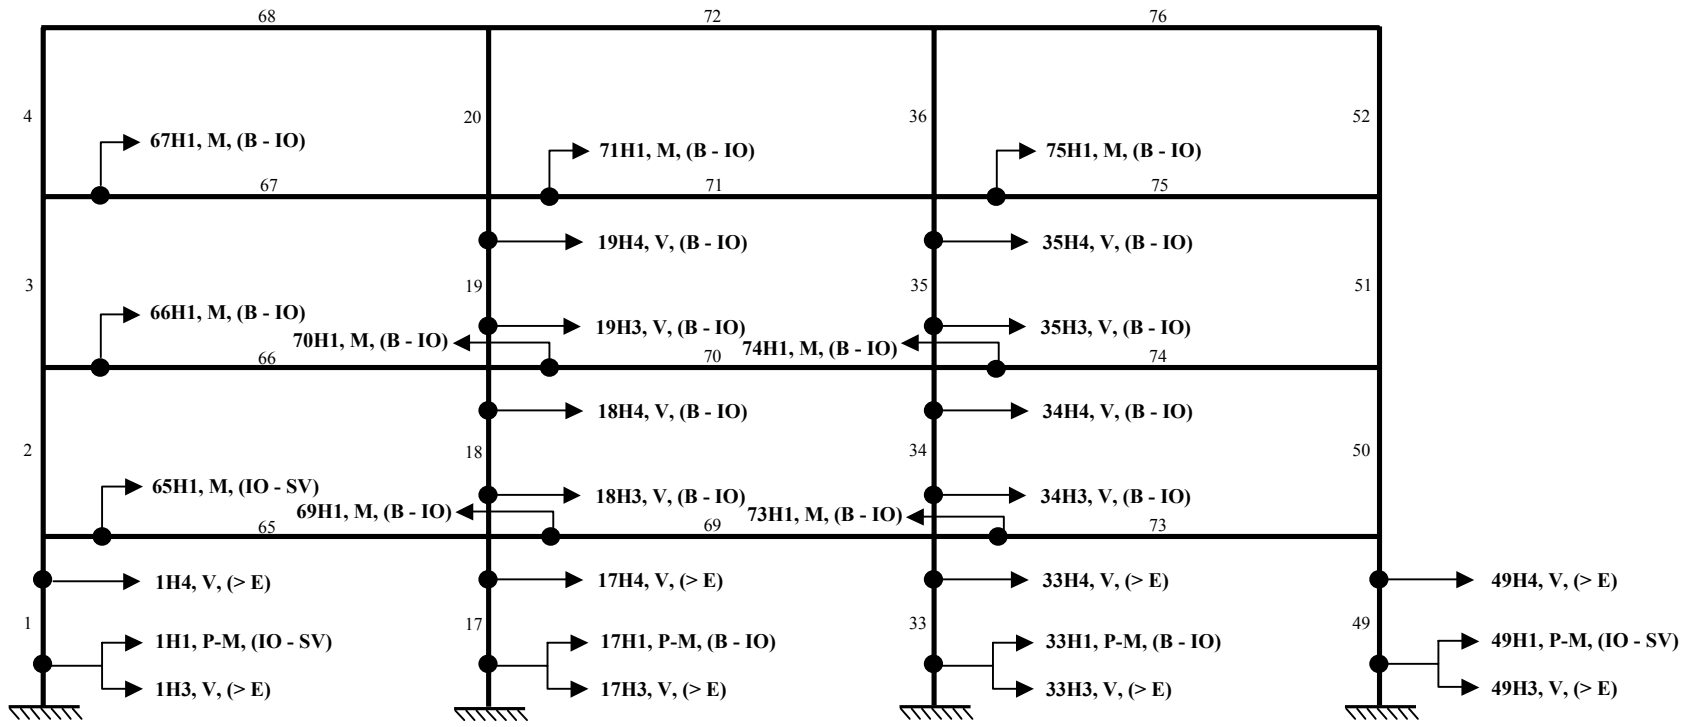 68
72
76
4
20
36
52
67H1, M, (B - IO)
71H1, M, (B - IO)
75H1, M, (B - IO)
67
71
75
19H4, V, (B - IO)
35H4, V, (B - IO)
3
19
35
51
66H1, M, (B - IO)
19H3, V, (B - IO)
35H3, V, (B - IO)
70H1, M, (B - IO)
74H1, M, (B - IO)
66
70
74
18H4, V, (B - IO)
34H4, V, (B - IO)
2
18
34
50
65H1, M, (IO - SV)
18H3, V, (B - IO)
34H3, V, (B - IO)
69H1, M, (B - IO)
73H1, M, (B - IO)
65
69
73
1H4, V, (> E)
17H4, V, (> E)
33H4, V, (> E)
49H4, V, (> E)
1
17
33
49
1H1, P-M, (IO - SV)
17H1, P-M, (B - IO)
33H1, P-M, (B - IO)
49H1, P-M, (IO - SV)
1H3, V, (> E)
17H3, V, (> E)
33H3, V, (> E)
49H3, V, (> E)